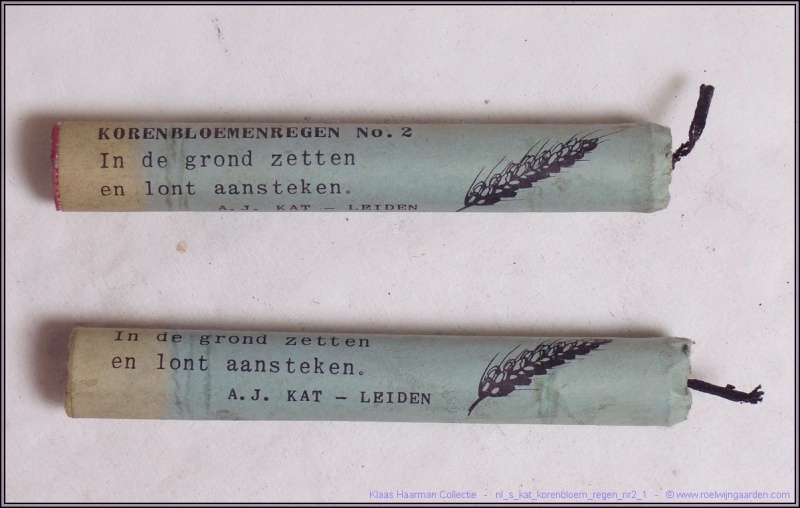 KORENBLOEMENREGEN No. 2
In de grond zetten
en lont aansteken.
A.J. KAT — LEIDEN
In de grond zetten
en lont aansteken.
A.J. KAT — LEIDEN
Klaas Haarman Collectie - nl_s_kat_korenbloem_regen_nr2_1 - © www.roelwijngaarden.com